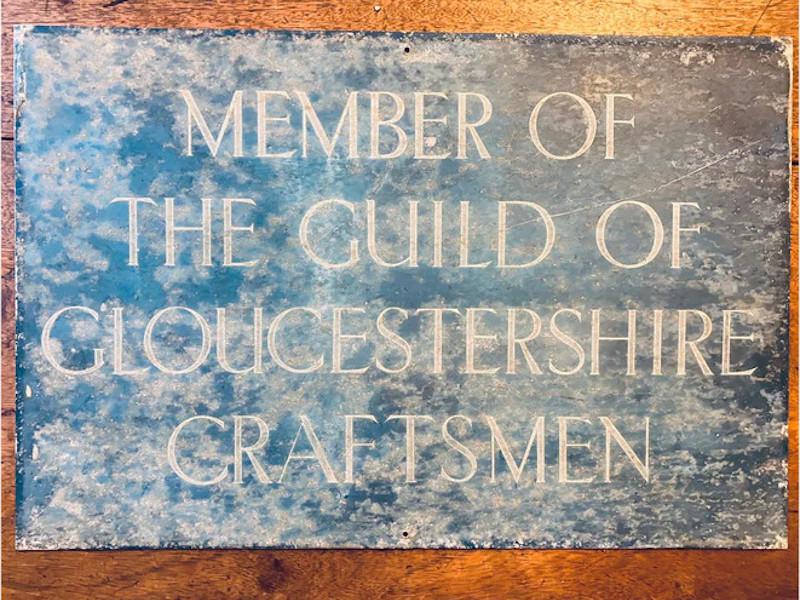 MEMBER OF
THE GUILD OF
GLOUCESTERSHIRE
CRAFTSMEN